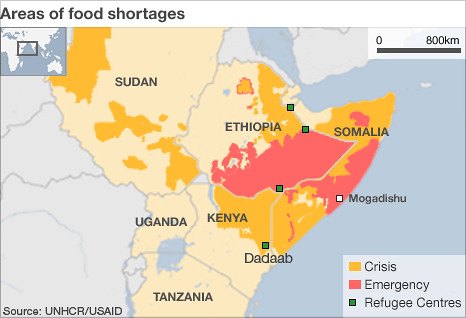 Areas of food shortages
0 800km
SUDAN
ETHIOPIA
SOMALIA
Mogadishu
UGANDA
KENYA
Dadaab
TANZANIA
Crisis
Emergency
Refugee Centres
Source: UNHCR/USAID